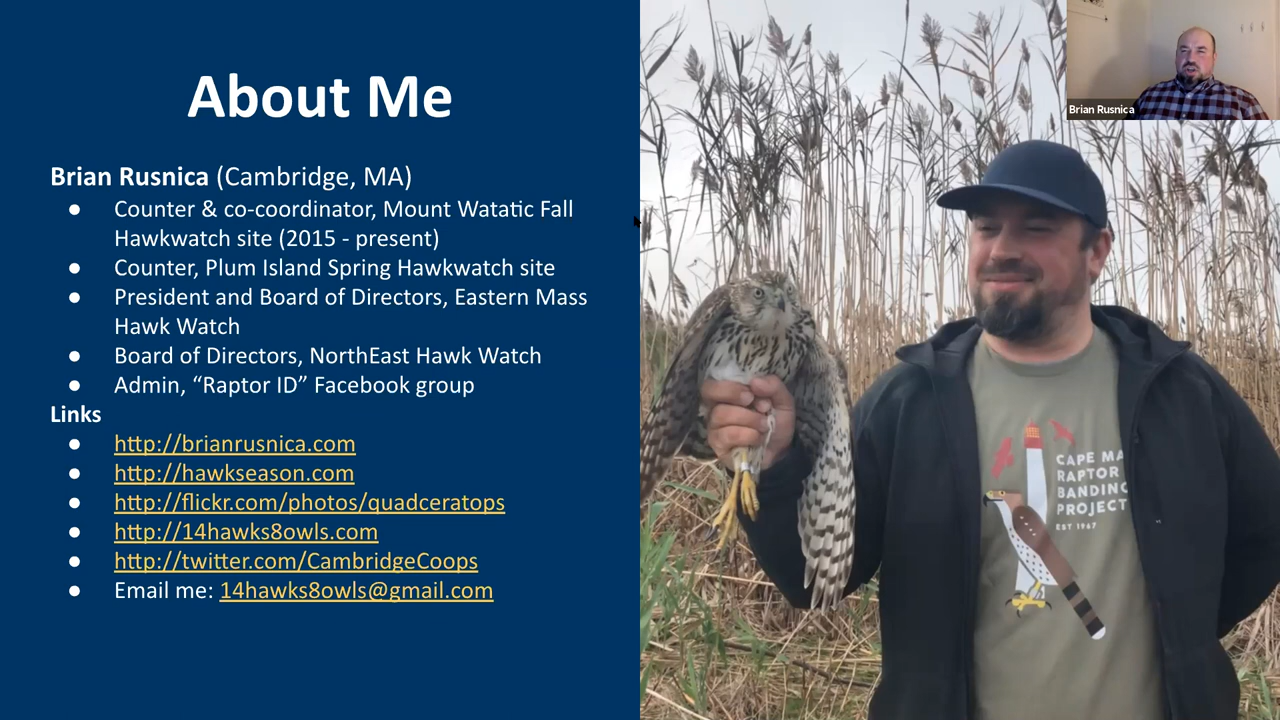 About Me
Brian Rusnica (Cambridge, MA)
● Counter & co-coordinator, Mount Watatic Fall
Hawkwatch site (2015 - present)
● Counter, Plum Island Spring Hawkwatch site
● President and Board of Directors, Eastern Mass
Hawk Watch
● Board of Directors, NorthEast Hawk Watch
● Admin, “Raptor ID” Facebook group
Links
● http://brianrusnica.com
● http://hawkseason.com
● http://flickr.com/photos/quadceratops
● http://14hawks8owls.com
● http://twitter.com/CambridgeCoops
● Email me: 14hawks8owls@gmail.com
Brian Rusnica
CAPE MA
RAPTOR
BANDING
PROJECT
EST 1967